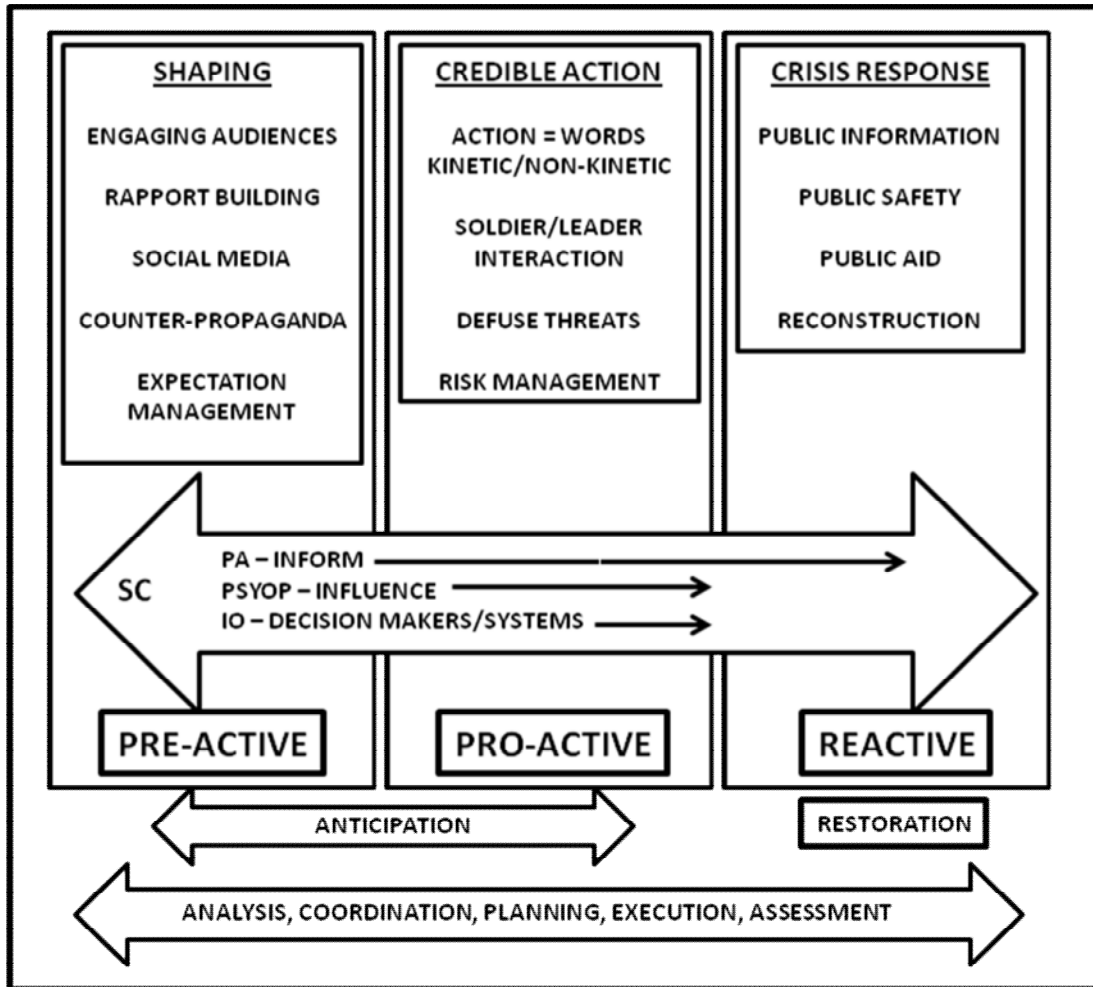 SHAPING
ENGAGING AUDIENCES
RAPPORT BUILDING
SOCIAL MEDIA
COUNTER-PROPAGANDA
EXPECTATION
MANAGEMENT
CREDIBLE ACTION
ACTION = WORDS
KINETIC/NON-KINETIC
SOLDIER/LEADER
INTERACTION
DEFUSE THREATS
RISK MANAGEMENT
CRISIS RESPONSE
PUBLIC INFORMATION
PUBLIC SAFETY
PUBLIC AID
RECONSTRUCTION
SC
PA – INFORM
PSYOP – INFLUENCE
IO – DECISION MAKERS/SYSTEMS
PRE-ACTIVE
PRO-ACTIVE
REACTIVE
ANTICIPATION
RESTORATION
ANALYSIS, COORDINATION, PLANNING, EXECUTION, ASSESSMENT